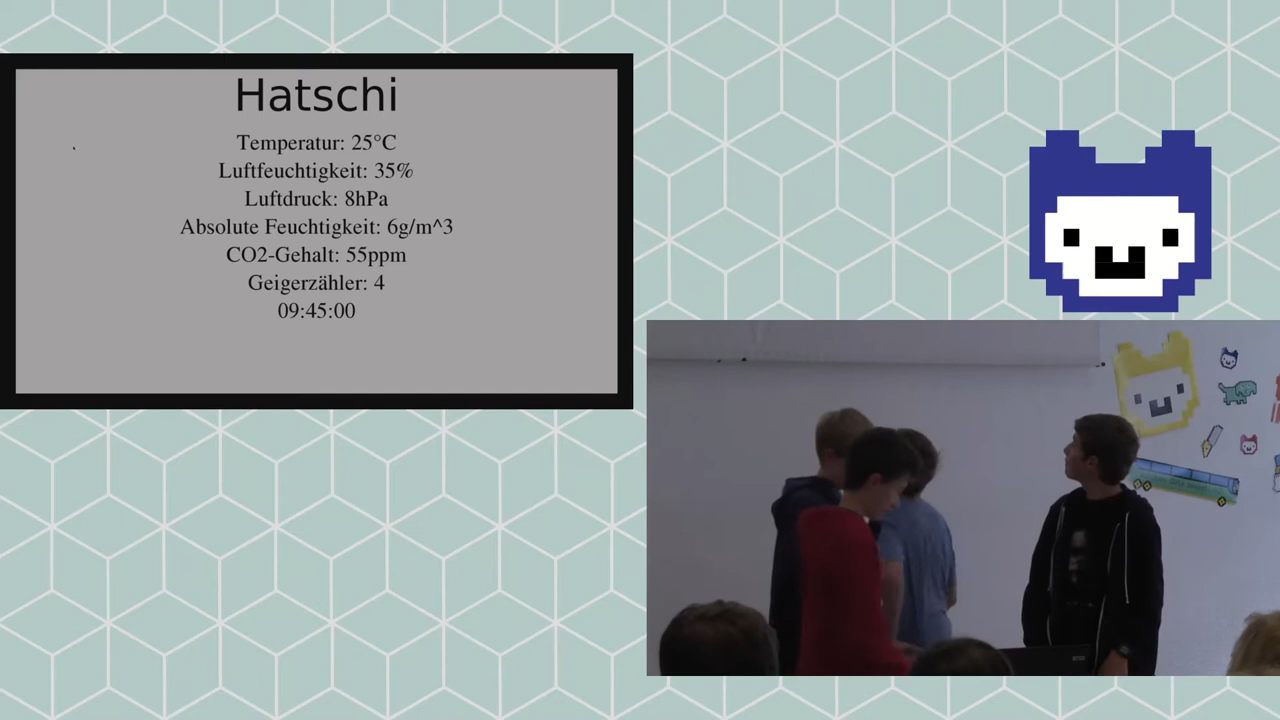 Hatschi
Temperatur: 25°C
Luftfeuchtigkeit: 35%
Luftdruck: 8hPa
Absolute Feuchtigkeit: 6g/m^3
CO2-Gehalt: 55ppm
Geigerzähler: 4
09:45:00